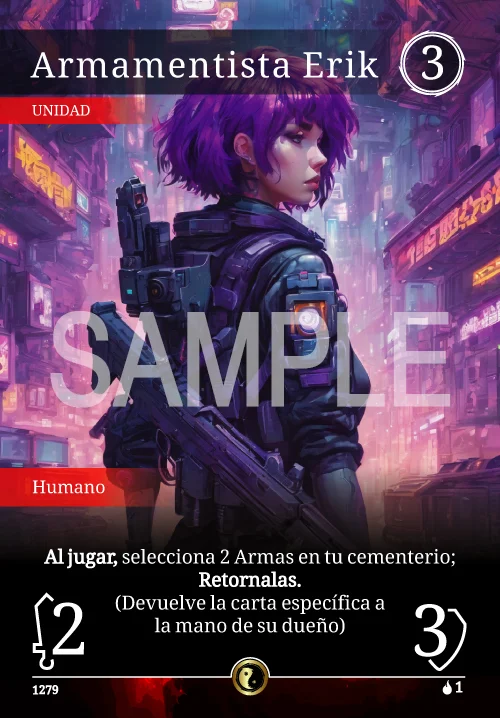 Armamentista Erik
3
UNIDAD
SAMPLE
Humano
Al jugar, selecciona 2 Armas en tu cementerio;
Retornalas.
(Devuelve la carta específica a
la mano de su dueño)
2
3
1279
1